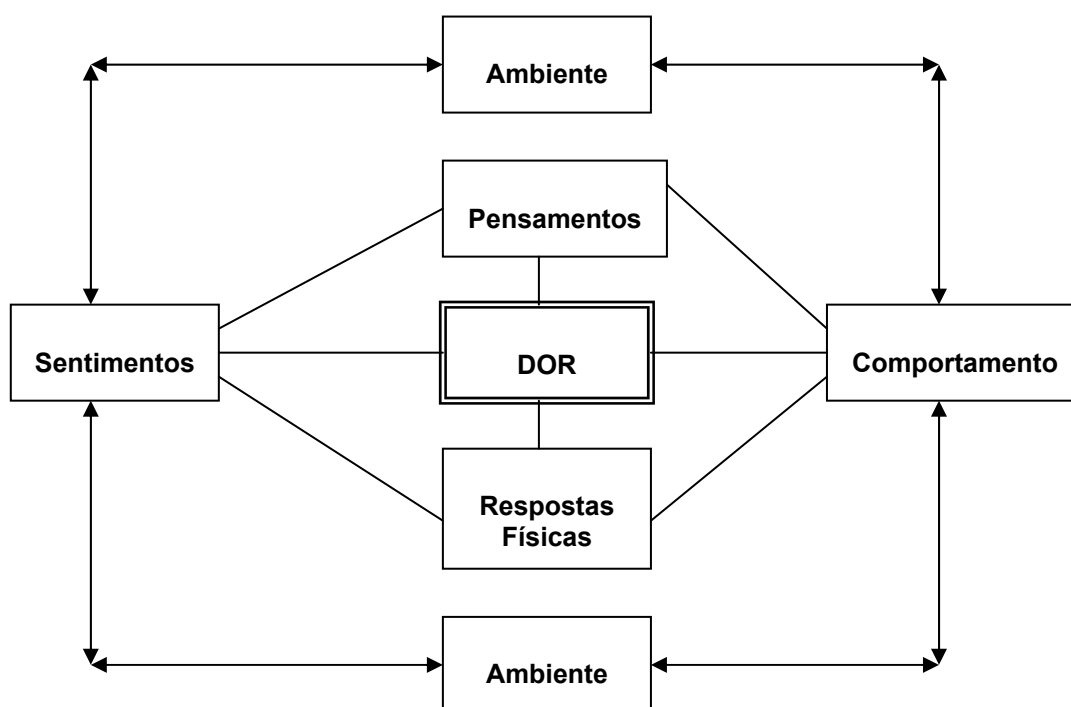 Ambiente
Pensamentos
Sentimentos
DOR
Comportamento
Respostas
Físicas
Ambiente